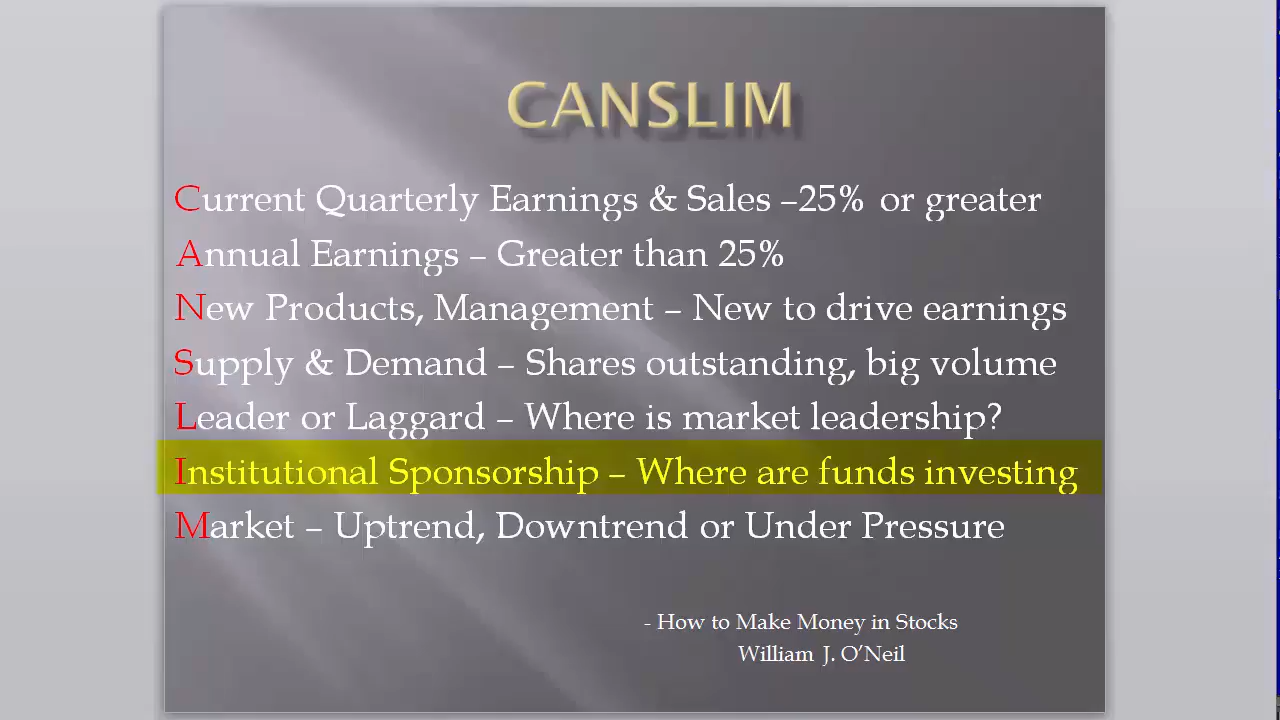 CANSLIM
Current Quarterly Earnings & Sales –25% or greater
Annual Earnings – Greater than 25%
New Products, Management – New to drive earnings
Supply & Demand – Shares outstanding, big volume
Leader or Laggard – Where is market leadership?
Institutional Sponsorship – Where are funds investing
Market – Uptrend, Downtrend or Under Pressure
- How to Make Money in Stocks
William J. O’Neil